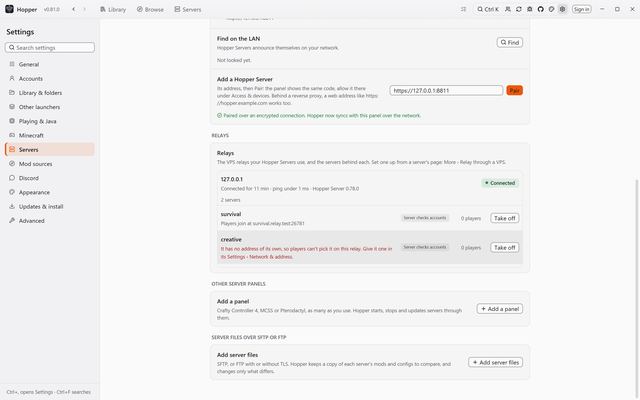 Hopper v0.81.0 Library Browse Servers Ctrl K Sign in
Settings
Search settings
General
Accounts
Library & folders
Other launchers
Playing & Java
Minecraft
Servers
Mod sources
Discord
Appearance
Updates & install
Advanced
Ctrl+, opens Settings · Ctrl+F searches
Find on the LAN
Hopper Servers announce themselves on your network.
Find
Not looked yet.
Add a Hopper Server
Its address, then Pair: the panel shows the same code, allow it
there under Access & devices. Behind a reverse proxy, a web address like https
://hopper.example.com works too.
https://127.0.0.1:8811
Pair
Paired over an encrypted connection. Hopper now syncs with this panel over the network.
RELAYS
Relays
The VPS relays your Hopper Servers use, and the servers behind each. Set one up from a server's page: More › Relay through a VPS.
127.0.0.1
Connected for 11 min · ping under 1 ms · Hopper Server 0.78.0
Connected
2 servers
survival
Players join at survival.relay.test:26781
Server checks accounts
0 players
Take off
creative
It has no address of its own, so players can't pick it on this relay. Give it one in
its Settings › Network & address.
Server checks accounts
0 players
Take off
OTHER SERVER PANELS
Add a panel
Crafty Controller 4, MCSS or Pterodactyl, as many as you use. Hopper starts, stops and updates servers through
them.
+ Add a panel
SERVER FILES OVER SFTP OR FTP
Add server files
SFTP, or FTP with or without TLS. Hopper keeps a copy of each server's mods and configs to compare, and
changes only what differs.
+ Add server files